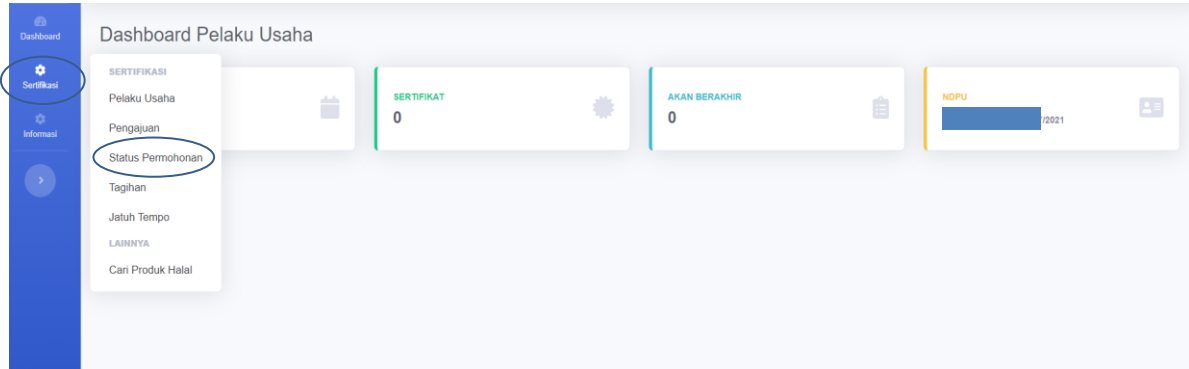 Dashboard
Sertifikasi
Informasi
Dashboard Pelaku Usaha
SERTIFIKASI
Pelaku Usaha
Pengajuan
Status Permohonan
Tagihan
Jatuh Tempo
LAINNYA
Cari Produk Halal
SERTIFIKAT
0
AKAN BERAKHIR
0
NDPU
/2021